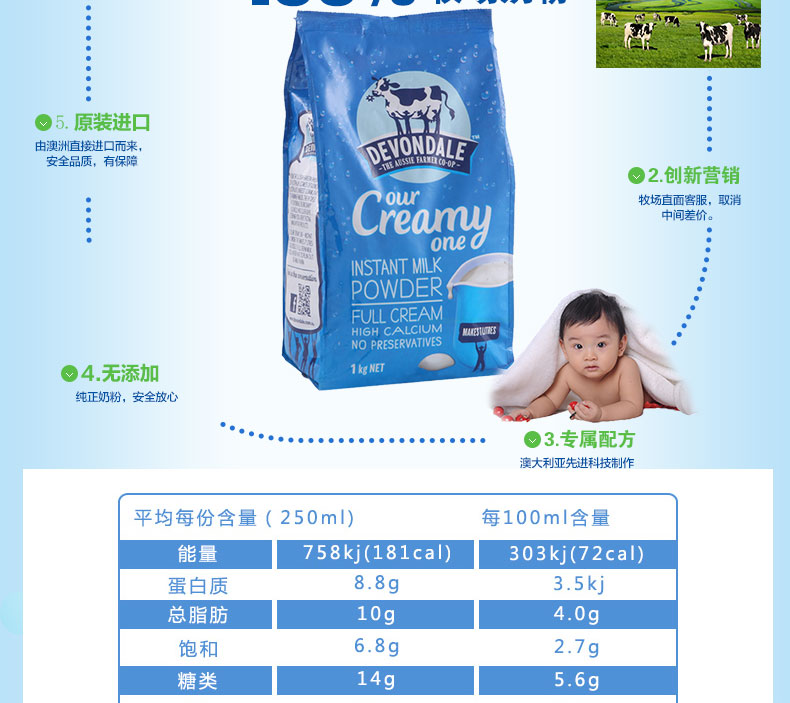 5. 原装进口
由澳洲直接进口而来,
安全品质，有保障
DEVONDALE™
-THE AUSSIE FARMER CO-OP-
our
Creamy
one
INSTANT MILK
POWDER
FULL CREAM
HIGH CALCIUM
NO PRESERVATIVES
1kg NET
2.创新营销
牧场直面客服，取消
中间差价。
4.无添加
纯正奶粉，安全放心
3.专属配方
澳大利亚先进科技制作
平均每份含量 ( 250ml) 每100ml含量
能量 758kj(181cal) 303kj(72cal)
蛋白质 8.8g 3.5kj
总脂肪 10g 4.0g
饱和 6.8g 2.7g
糖类 14g 5.6g